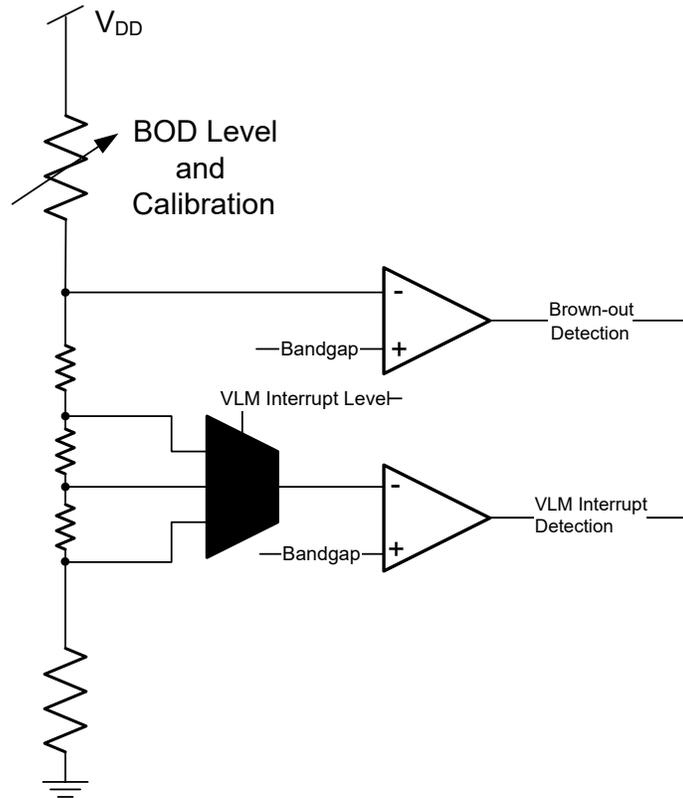 VDD
BOD Level
and
Calibration
-
Brown-out
Detection
Bandgap
+
VLM Interrupt Level
-
VLM Interrupt
Detection
Bandgap
+